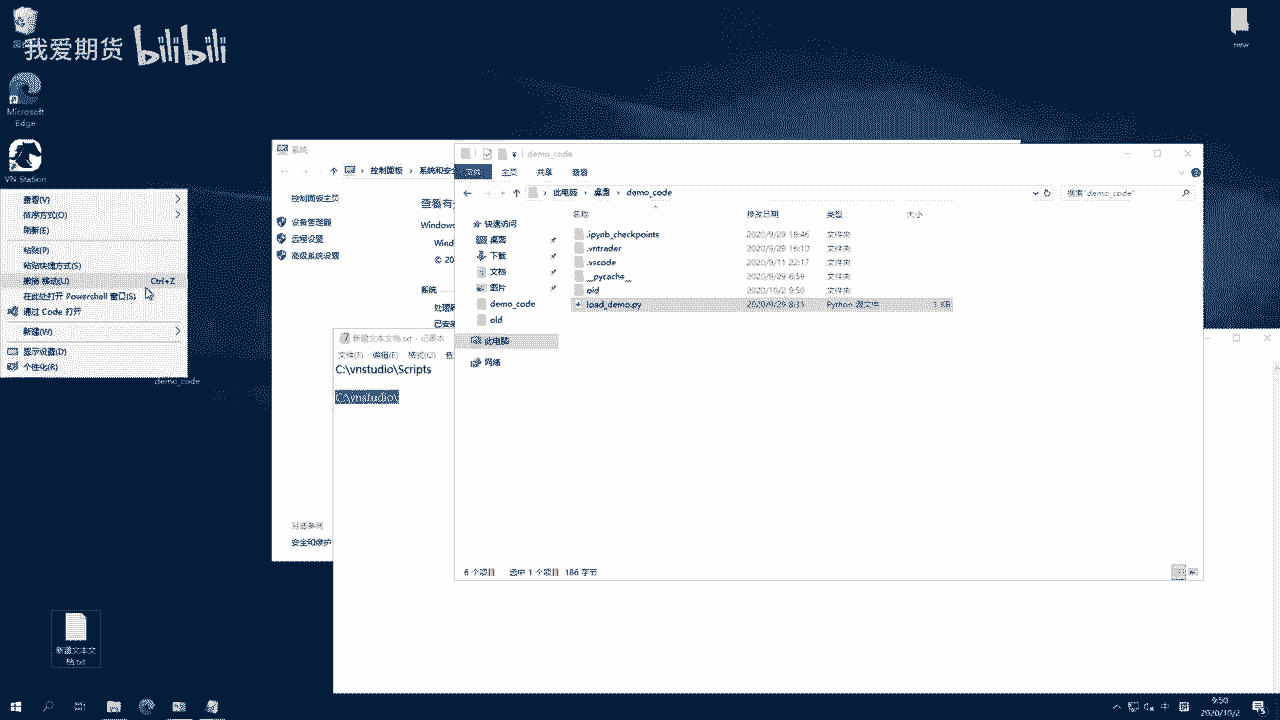 我爱期货 bilibili
new
Microsoft
Edge
VN Station
查看(V)
排序方式(O)
刷新(E)
粘贴(P)
粘贴快捷方式(S)
撤消 移动(U) Ctrl+Z
在此处打开 Powershell 窗口(S)
通过 Code 打开
新建(W)
显示设置(D)
个性化(R)
demo_code
新建文本文
档.txt
系统
控制面板 › 系统和安全
控制面板主页
设备管理器
远程设置
高级系统设置
查看有关
Windows
Wind
© 20
系统
处理器
已安装
另请参阅
安全和维护
新建文本文档.txt - 记事本
文件(F) 编辑(E) 格式(O) 查
C:\vnstudio\Scripts
C:\vnstudio\
demo_code
文件 主页 共享 查看
此电脑 › 桌面 › demo_code
搜索"demo_code"
快速访问
桌面
下载
文档
图片
demo_code
old
此电脑
网络
名称 修改日期 类型 大小
.ipynb_checkpoints 2020/9/29 16:46 文件夹
.vntrader 2020/9/29 16:10 文件夹
.vscode 2020/9/11 22:17 文件夹
__pycache__ 2020/9/29 8:59 文件夹
old 2020/10/2 9:50 文件夹
load_demo.py 2020/9/29 8:33 Python 源文件 1 KB
6 个项目 选中 1 个项目 186 字节
中
9:50
2020/10/2